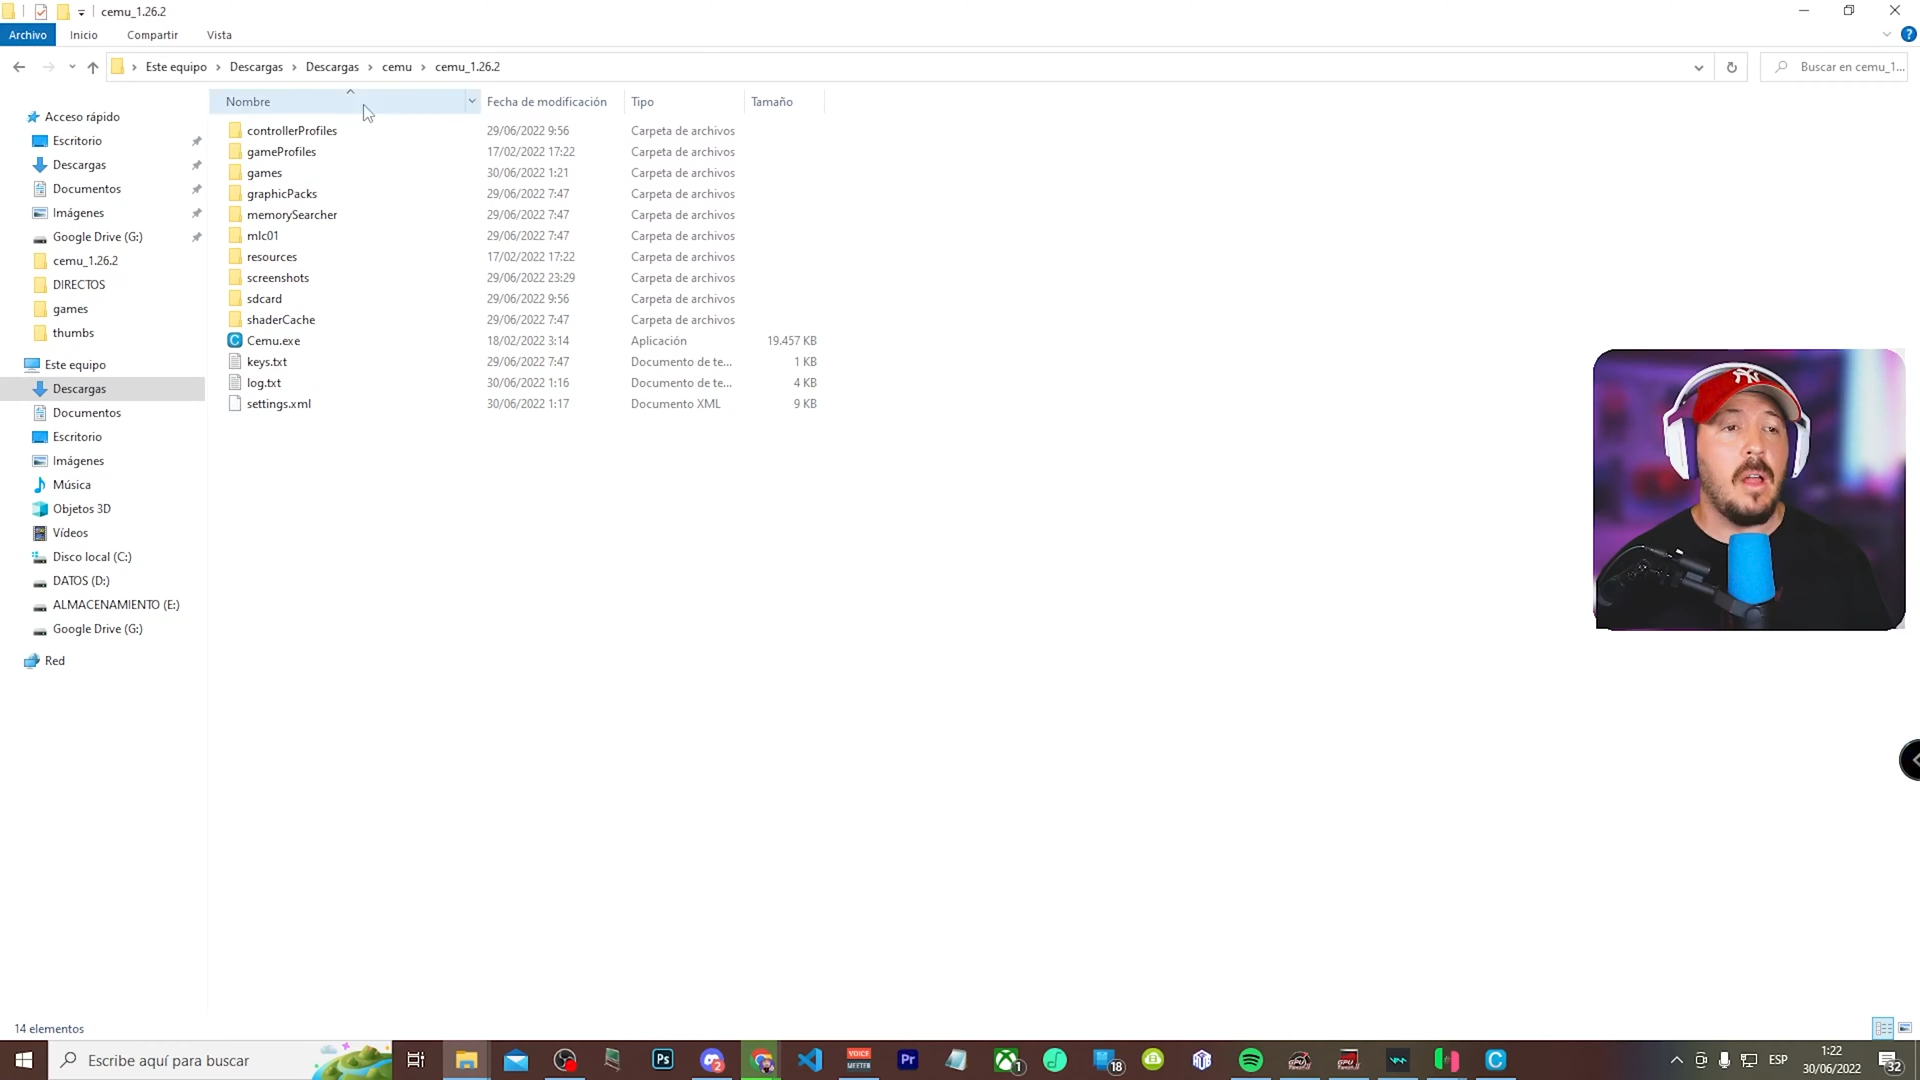 cemu_1.26.2
Archivo Inicio Compartir Vista
Este equipo > Descargas > Descargas > cemu > cemu_1.26.2
Buscar en cemu_1...
Nombre Fecha de modificación Tipo Tamaño
controllerProfiles 29/06/2022 9:56 Carpeta de archivos
gameProfiles 17/02/2022 17:22 Carpeta de archivos
games 30/06/2022 1:21 Carpeta de archivos
graphicPacks 29/06/2022 7:47 Carpeta de archivos
memorySearcher 29/06/2022 7:47 Carpeta de archivos
mlc01 29/06/2022 7:47 Carpeta de archivos
resources 17/02/2022 17:22 Carpeta de archivos
screenshots 29/06/2022 23:29 Carpeta de archivos
sdcard 29/06/2022 9:56 Carpeta de archivos
shaderCache 29/06/2022 7:47 Carpeta de archivos
Cemu.exe 18/02/2022 3:14 Aplicación 19.457 KB
keys.txt 29/06/2022 7:47 Documento de te... 1 KB
log.txt 30/06/2022 1:16 Documento de te... 4 KB
settings.xml 30/06/2022 1:17 Documento XML 9 KB
Acceso rápido
Escritorio
Descargas
Documentos
Imágenes
Google Drive (G:)
cemu_1.26.2
DIRECTOS
games
thumbs
Este equipo
Descargas
Documentos
Escritorio
Imágenes
Música
Objetos 3D
Vídeos
Disco local (C:)
DATOS (D:)
ALMACENAMIENTO (E:)
Google Drive (G:)
Red
14 elementos
Escribe aquí para buscar
Ps
2
VOICE
MEETER
Pr
1
18
C
ESP
1:22
30/06/2022
32